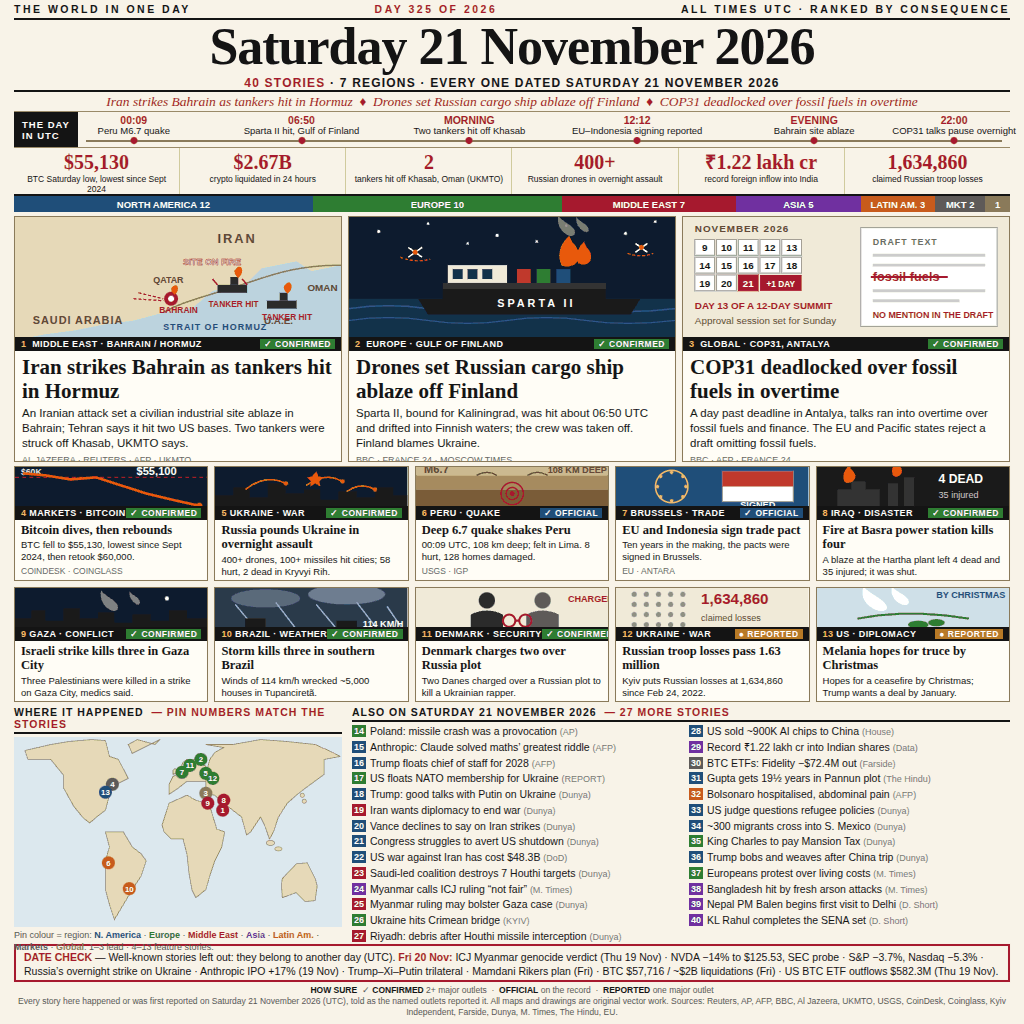 THE WORLD IN ONE DAY
DAY 325 OF 2026
ALL TIMES UTC · RANKED BY CONSEQUENCE
Saturday 21 November 2026
40 STORIES · 7 REGIONS · EVERY ONE DATED SATURDAY 21 NOVEMBER 2026
Iran strikes Bahrain as tankers hit in Hormuz ♦ Drones set Russian cargo ship ablaze off Finland ♦ COP31 deadlocked over fossil fuels in overtime
THE DAY
IN UTC
00:09
Peru M6.7 quake
06:50
Sparta II hit, Gulf of Finland
MORNING
Two tankers hit off Khasab
12:12
EU–Indonesia signing reported
EVENING
Bahrain site ablaze
22:00
COP31 talks pause overnight
$55,130
BTC Saturday low, lowest since Sept
2024
$2.67B
crypto liquidated in 24 hours
2
tankers hit off Khasab, Oman (UKMTO)
400+
Russian drones in overnight assault
₹1.22 lakh cr
record foreign inflow into India
1,634,860
claimed Russian troop losses
NORTH AMERICA 12
EUROPE 10
MIDDLE EAST 7
ASIA 5
LATIN AM. 3
MKT 2
1
IRAN
SITE ON FIRE
QATAR
BAHRAIN
TANKER HIT
OMAN
TANKER HIT
U.A.E.
SAUDI ARABIA
STRAIT OF HORMUZ
1 MIDDLE EAST · BAHRAIN / HORMUZ
✓ CONFIRMED
Iran strikes Bahrain as tankers hit
in Hormuz
An Iranian attack set a civilian industrial site ablaze in
Bahrain; Tehran says it hit two US bases. Two tankers were
struck off Khasab, UKMTO says.
AL JAZEERA · REUTERS · AFP · UKMTO
SPARTA II
2 EUROPE · GULF OF FINLAND
✓ CONFIRMED
Drones set Russian cargo ship
ablaze off Finland
Sparta II, bound for Kaliningrad, was hit about 06:50 UTC
and drifted into Finnish waters; the crew was taken off.
Finland blames Ukraine.
BBC · FRANCE 24 · MOSCOW TIMES
NOVEMBER 2026
9 10 11 12 13
14 15 16 17 18
19 20 21 +1 DAY
DAY 13 OF A 12-DAY SUMMIT
Approval session set for Sunday
DRAFT TEXT
fossil fuels
NO MENTION IN THE DRAFT
3 GLOBAL · COP31, ANTALYA
✓ CONFIRMED
COP31 deadlocked over fossil
fuels in overtime
A day past deadline in Antalya, talks ran into overtime over
fossil fuels and finance. The EU and Pacific states reject a
draft omitting fossil fuels.
BBC · AFP · FRANCE 24
$60K
$55,100
4 MARKETS · BITCOIN
✓ CONFIRMED
Bitcoin dives, then rebounds
BTC fell to $55,130, lowest since Sept
2024, then retook $60,000.
COINDESK · COINGLASS
5 UKRAINE · WAR
✓ CONFIRMED
Russia pounds Ukraine in
overnight assault
400+ drones, 100+ missiles hit cities; 58
hurt, 2 dead in Kryvyi Rih.
M6.7
108 KM DEEP
6 PERU · QUAKE
✓ OFFICIAL
Deep 6.7 quake shakes Peru
00:09 UTC, 108 km deep; felt in Lima. 8
hurt, 128 homes damaged.
USGS · IGP
SIGNED
7 BRUSSELS · TRADE
✓ OFFICIAL
EU and Indonesia sign trade pact
Ten years in the making, the pacts were
signed in Brussels.
EU · ANTARA
4 DEAD
35 injured
8 IRAQ · DISASTER
✓ CONFIRMED
Fire at Basra power station kills
four
A blaze at the Hartha plant left 4 dead and
35 injured; it was shut.
9 GAZA · CONFLICT
✓ CONFIRMED
Israeli strike kills three in Gaza
City
Three Palestinians were killed in a strike
on Gaza City, medics said.
114 KM/H
10 BRAZIL · WEATHER
✓ CONFIRMED
Storm kills three in southern
Brazil
Winds of 114 km/h wrecked ~5,000
houses in Tupanciretã.
CHARGED
11 DENMARK · SECURITY
✓ CONFIRMED
Denmark charges two over
Russia plot
Two Danes charged over a Russian plot to
kill a Ukrainian rapper.
1,634,860
claimed losses
12 UKRAINE · WAR
● REPORTED
Russian troop losses pass 1.63
million
Kyiv puts Russian losses at 1,634,860
since Feb 24, 2022.
BY CHRISTMAS
13 US · DIPLOMACY
● REPORTED
Melania hopes for truce by
Christmas
Hopes for a ceasefire by Christmas;
Trump wants a deal by January.
WHERE IT HAPPENED — PIN NUMBERS MATCH THE
STORIES
2
11
7
5
12
4
13
3
9
8
1
6
10
Pin colour = region: N. America · Europe · Middle East · Asia · Latin Am. ·
Markets · Global. 1–3 lead · 4–13 feature stories.
ALSO ON SATURDAY 21 NOVEMBER 2026 — 27 MORE STORIES
14 Poland: missile crash was a provocation (AP)
15 Anthropic: Claude solved maths' greatest riddle (AFP)
16 Trump floats chief of staff for 2028 (AFP)
17 US floats NATO membership for Ukraine (REPORT)
18 Trump: good talks with Putin on Ukraine (Dunya)
19 Iran wants diplomacy to end war (Dunya)
20 Vance declines to say on Iran strikes (Dunya)
21 Congress struggles to avert US shutdown (Dunya)
22 US war against Iran has cost $48.3B (DoD)
23 Saudi-led coalition destroys 7 Houthi targets (Dunya)
24 Myanmar calls ICJ ruling “not fair” (M. Times)
25 Myanmar ruling may bolster Gaza case (Dunya)
26 Ukraine hits Crimean bridge (KYIV)
27 Riyadh: debris after Houthi missile interception (Dunya)
28 US sold ~900K AI chips to China (House)
29 Record ₹1.22 lakh cr into Indian shares (Data)
30 BTC ETFs: Fidelity −$72.4M out (Farside)
31 Gupta gets 19½ years in Pannun plot (The Hindu)
32 Bolsonaro hospitalised, abdominal pain (AFP)
33 US judge questions refugee policies (Dunya)
34 ~300 migrants cross into S. Mexico (Dunya)
35 King Charles to pay Mansion Tax (Dunya)
36 Trump bobs and weaves after China trip (Dunya)
37 Europeans protest over living costs (M. Times)
38 Bangladesh hit by fresh arson attacks (M. Times)
39 Nepal PM Balen begins first visit to Delhi (D. Short)
40 KL Rahul completes the SENA set (D. Short)
DATE CHECK — Well-known stories left out: they belong to another day (UTC). Fri 20 Nov: ICJ Myanmar genocide verdict (Thu 19 Nov) · NVDA −14% to $125.53, SEC probe · S&P −3.7%, Nasdaq −5.3% ·
Russia's overnight strike on Ukraine · Anthropic IPO +17% (19 Nov) · Trump–Xi–Putin trilateral · Mamdani Rikers plan (Fri) · BTC $57,716 / ~$2B liquidations (Fri) · US BTC ETF outflows $582.3M (Thu 19 Nov).
HOW SURE ✓ CONFIRMED 2+ major outlets · OFFICIAL on the record · REPORTED one major outlet
Every story here happened or was first reported on Saturday 21 November 2026 (UTC), told as the named outlets reported it. All maps and drawings are original vector work. Sources: Reuters, AP, AFP, BBC, Al Jazeera, UKMTO, USGS, CoinDesk, Coinglass, Kyiv
Independent, Farside, Dunya, M. Times, The Hindu, EU.